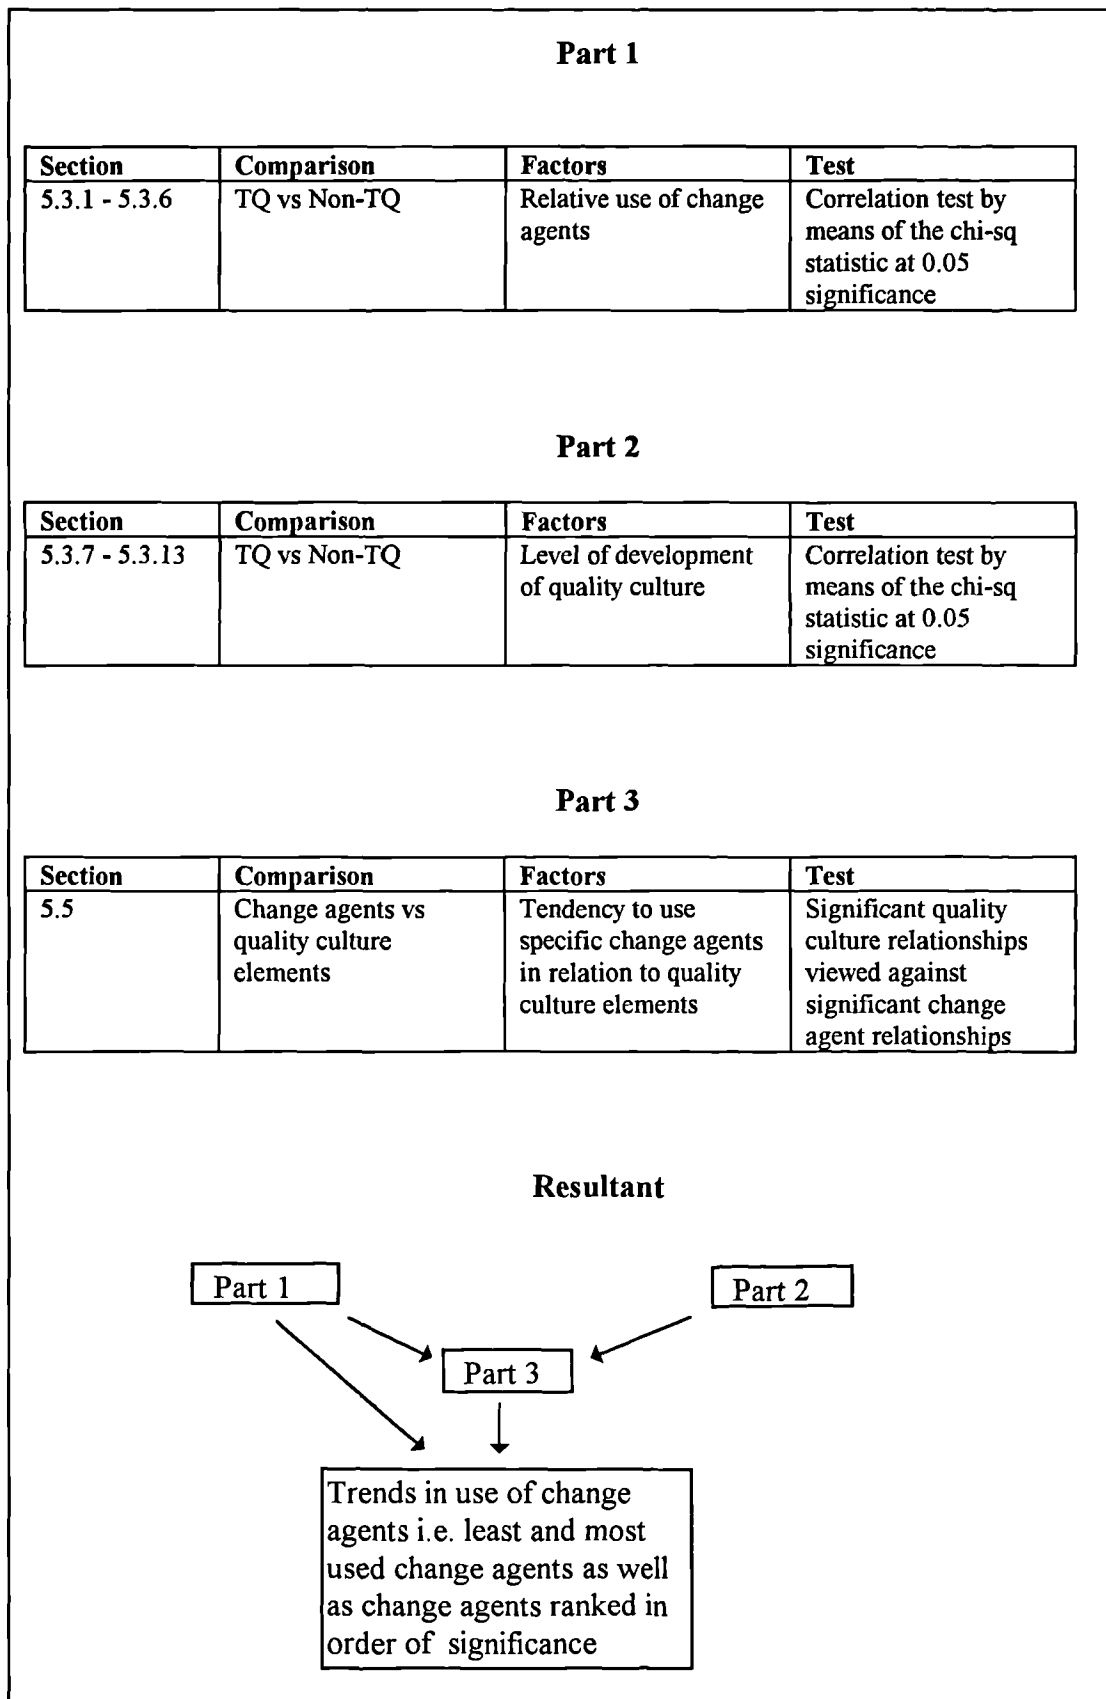 Part 1
Section Comparison Factors Test
5.3.1 - 5.3.6 TQ vs Non-TQ Relative use of change Correlation test by
agents means of the chi-sq
statistic at 0.05
significance
Part 2
Section Comparison Factors Test
5.3.7 - 5.3.13 TQ vs Non-TQ Level of development Correlation test by
of quality culture means of the chi-sq
statistic at 0.05
significance
Part 3
Section Comparison Factors Test
5.5 Change agents vs Tendency to use Significant quality
quality culture specific change agents culture relationships
elements in relation to quality viewed against
culture elements significant change
agent relationships
Resultant
Part 1 Part 2
Part 3
Trends in use of change
agents i.e. least and most
used change agents as well
as change agents ranked in
order of significance